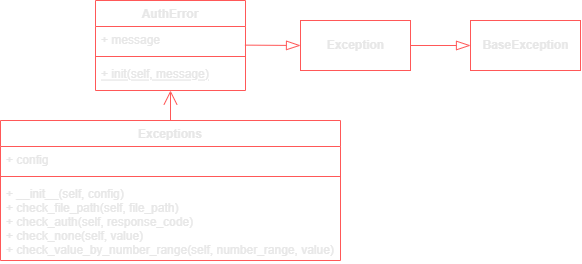 AuthError
+ message
+ init(self, message)
Exception
BaseException
Exceptions
+ config
+ __init__(self, config)
+ check_file_path(self, file_path)
+ check_auth(self, response_code)
+ check_none(self, value)
+ check_value_by_number_range(self, number_range, value)